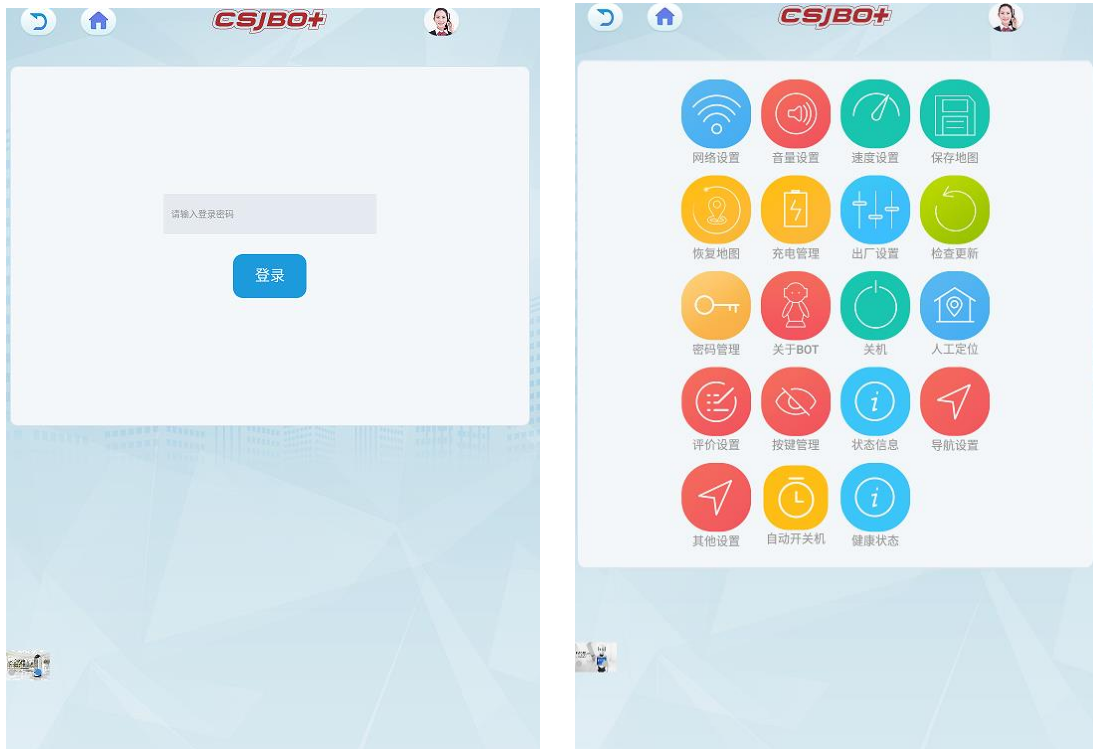 CSJBOT
请输入登录密码
登录
CSJBOT
网络设置 音量设置 速度设置 保存地图
恢复地图 充电管理 出厂设置 检查更新
密码管理 关于BOT 关机 人工定位
评价设置 按键管理 状态信息 导航设置
其他设置 自动开关机 健康状态